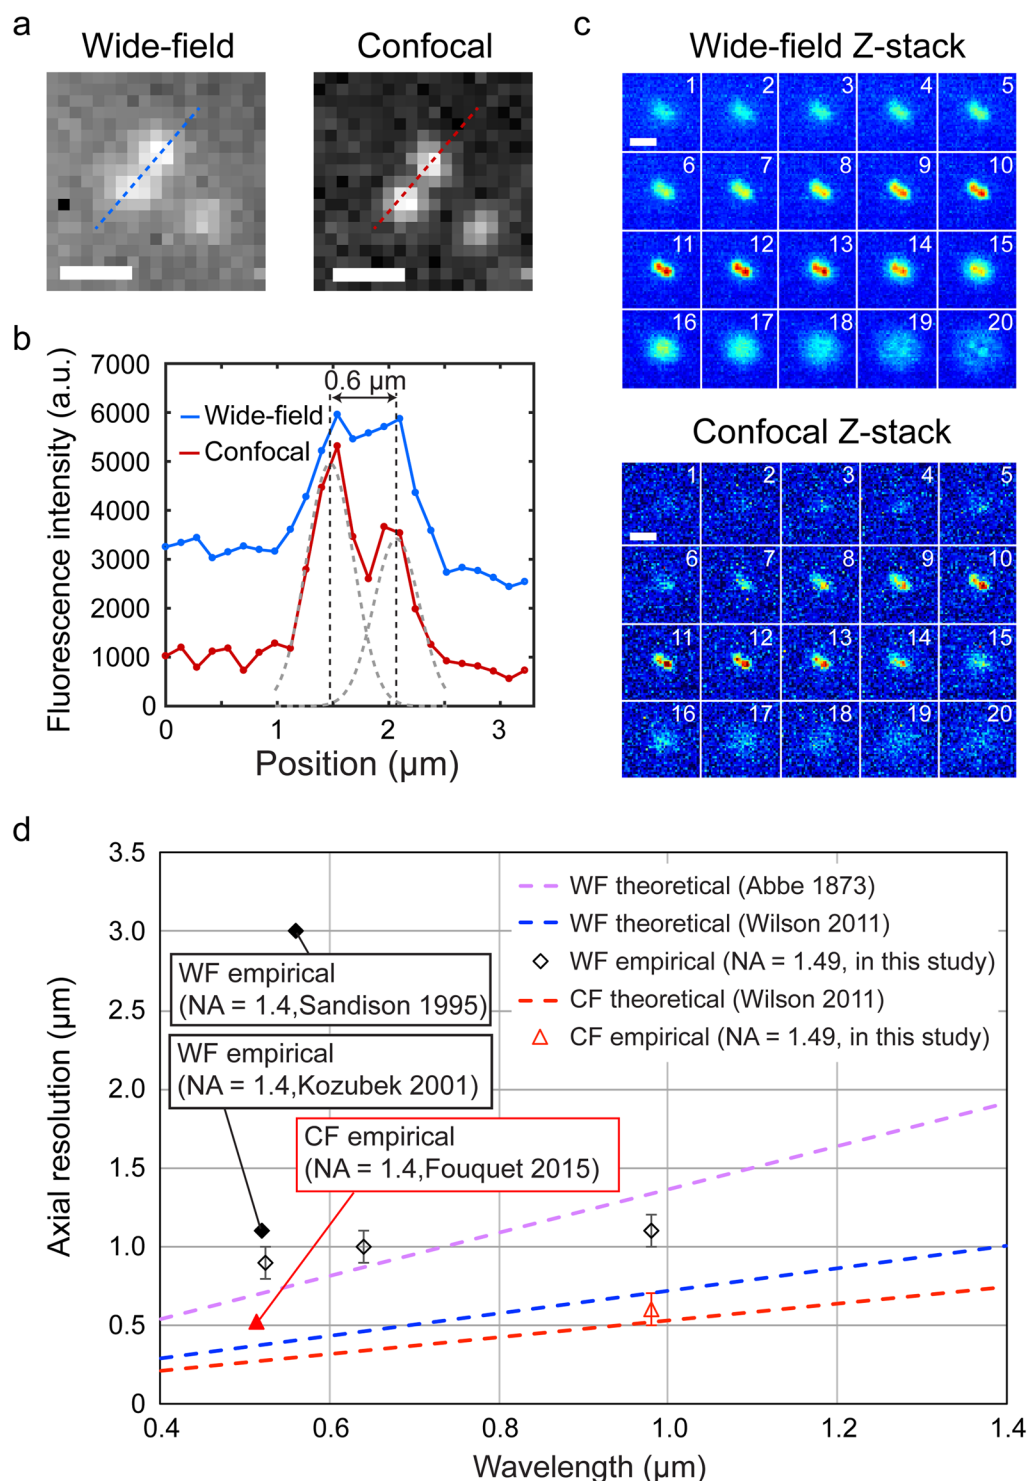 a
Wide-field
Confocal
b
Fluorescence intensity (a.u.)
7000
6000
5000
4000
3000
2000
1000
0
0.6 μm
Wide-field
Confocal
0
1
2
3
Position (μm)
c
Wide-field Z-stack
1
2
3
4
5
6
7
8
9
10
11
12
13
14
15
16
17
18
19
20
Confocal Z-stack
1
2
3
4
5
6
7
8
9
10
11
12
13
14
15
16
17
18
19
20
d
Axial resolution (μm)
3.5
3.0
2.5
2.0
1.5
1.0
0.5
0
WF theoretical (Abbe 1873)
WF theoretical (Wilson 2011)
WF empirical (NA = 1.49, in this study)
CF theoretical (Wilson 2011)
CF empirical (NA = 1.49, in this study)
WF empirical
(NA = 1.4,Sandison 1995)
WF empirical
(NA = 1.4,Kozubek 2001)
CF empirical
(NA = 1.4,Fouquet 2015)
0.4
0.6
0.8
1.0
1.2
1.4
Wavelength (μm)